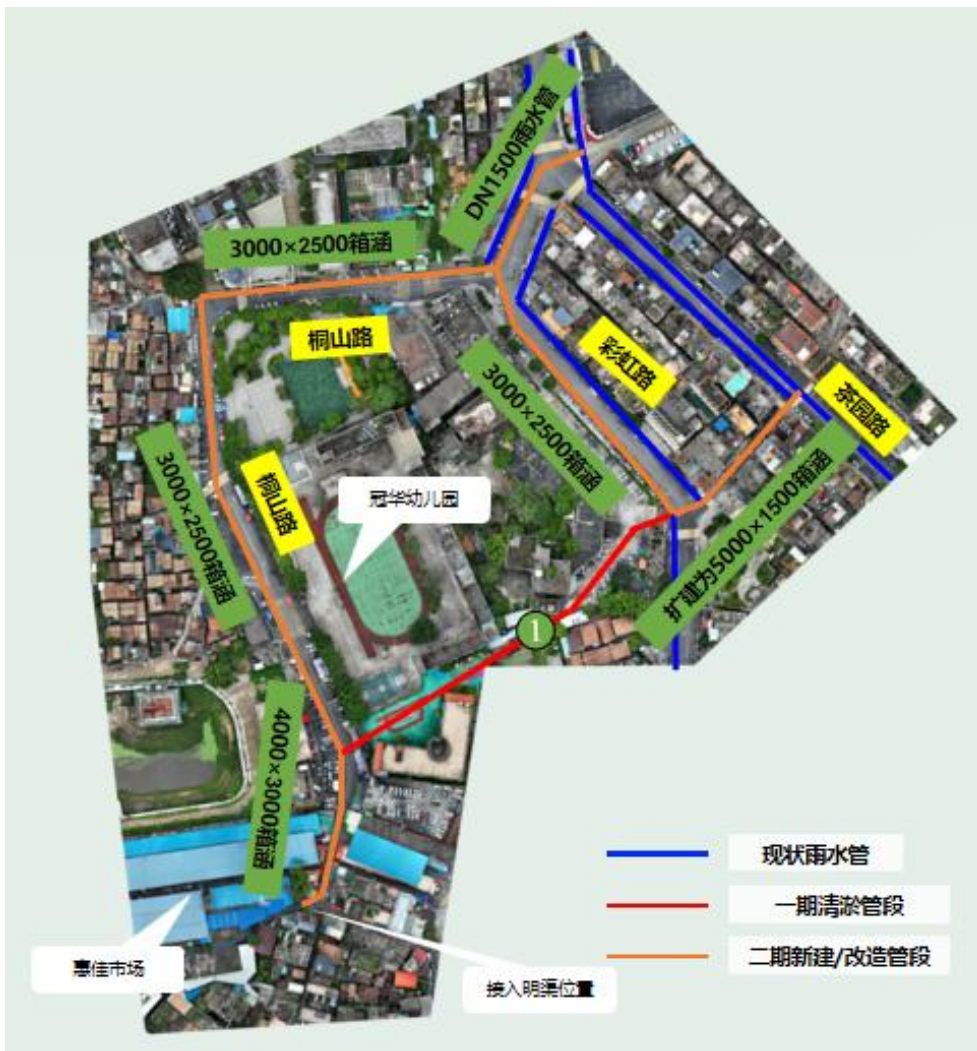 DN1500雨水管
3000×2500箱涵
桐山路
彩虹路
3000×2500箱涵
茶园路
3000×2500箱涵
桐山路
冠华幼儿园
扩建为5000×1500箱涵
1
4000×3000箱涵
现状雨水管
一期清淤管段
二期新建/改造管段
惠佳市场
接入明渠位置